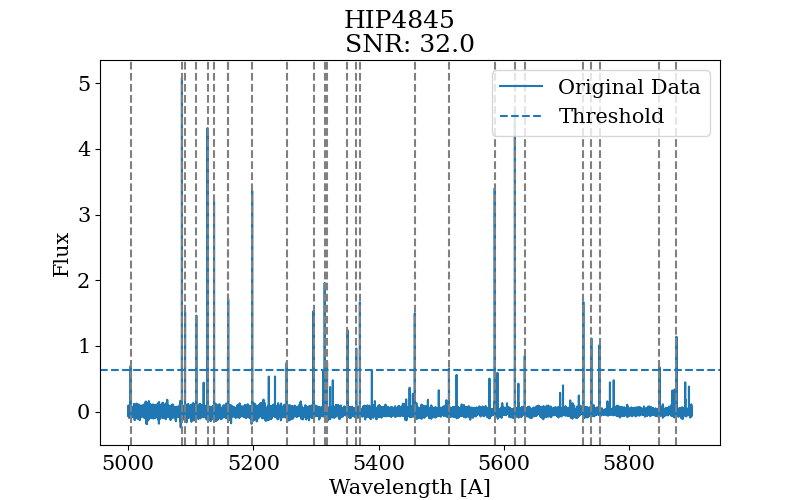 HIP4845
SNR: 32.0
Original Data
Threshold
Flux
5
4
3
2
1
0
5000 5200 5400 5600 5800
Wavelength [A]